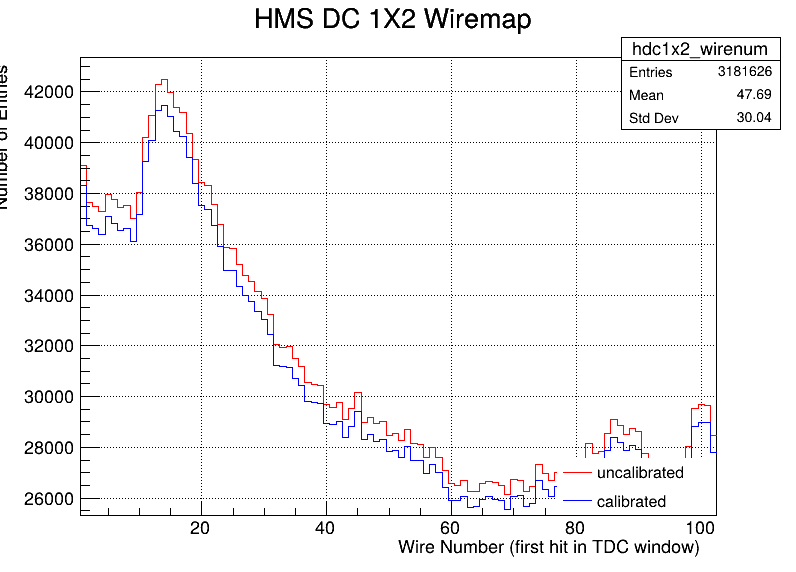 HMS DC 1X2 Wiremap
hdc1x2_wirenum
Entries 3181626
Mean 47.69
Std Dev 30.04
Number of Entries
42000
40000
38000
36000
34000
32000
30000
28000
26000
uncalibrated
calibrated
20 40 60 80 100
Wire Number (first hit in TDC window)